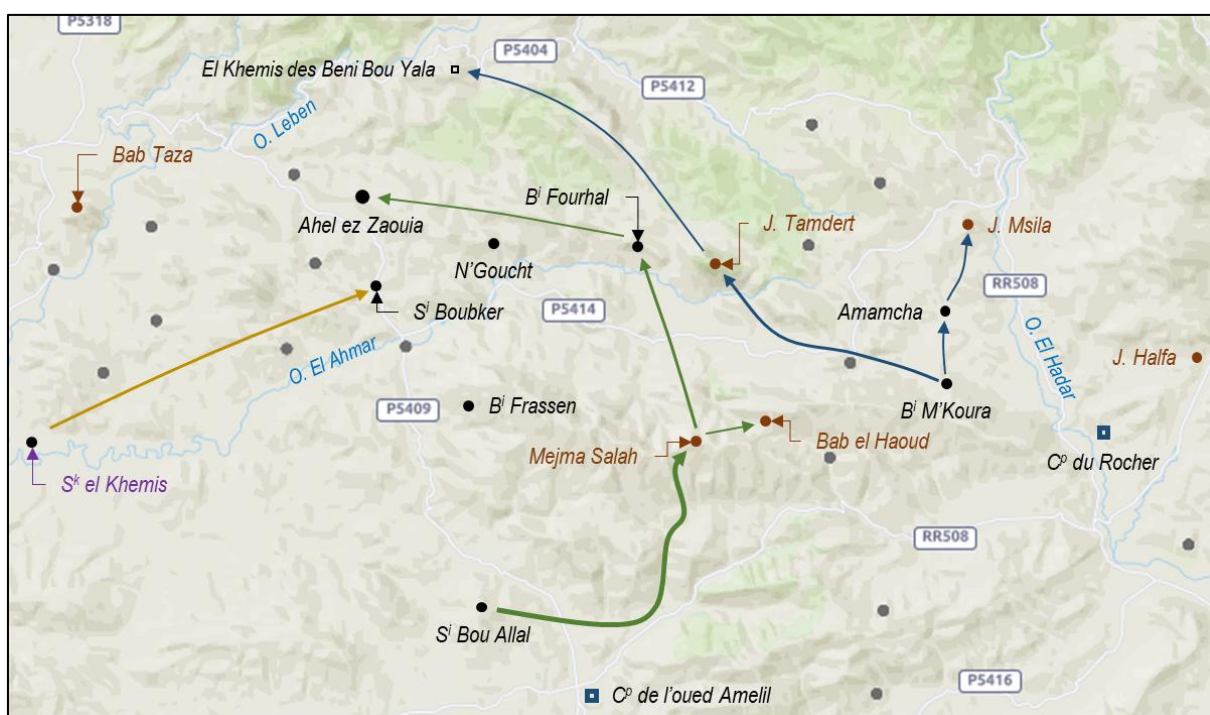 P5318
P5404
El Khemis des Beni Bou Yala
P5412
O. Leben
Bab Taza
Bⁱ Fourhal
Ahel ez Zaouia
J. Tamdert
J. Msila
N'Goucht
RR508
Sⁱ Boubker
P5414
Amamcha
O. El Ahmar
O. El Hadar
J. Halfa
Bⁱ M'Koura
P5409
Bⁱ Frassen
Bab el Haoud
Mejma Salah
Cᵖ du Rocher
Sᵏ el Khemis
RR508
Sⁱ Bou Allal
P5416
Cᵖ de l'oued Amelil